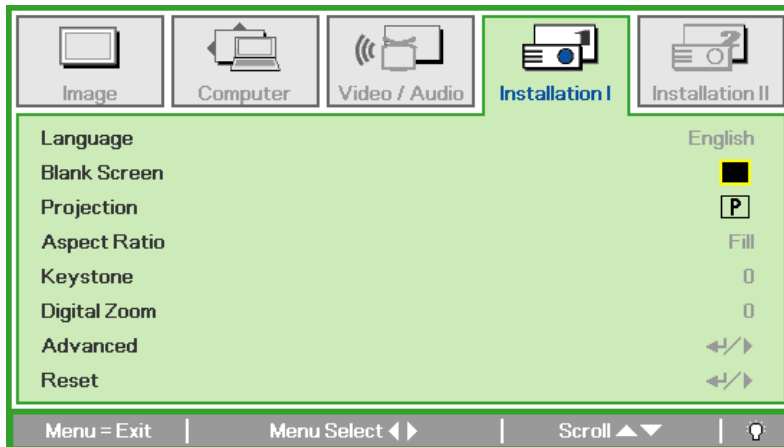 Image Computer Video / Audio Installation I Installation II
Language English
Blank Screen
Projection P
Aspect Ratio Fill
Keystone 0
Digital Zoom 0
Advanced
Reset
Menu = Exit Menu Select Scroll